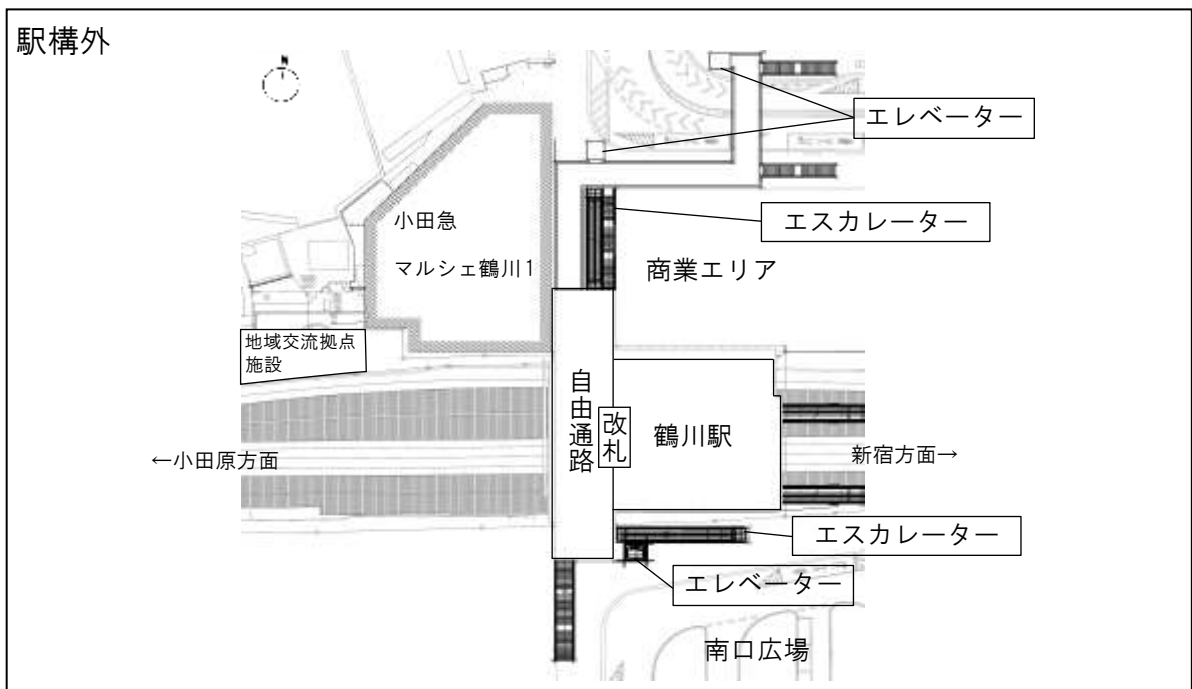 駅構外
N
エレベーター
エスカレーター
小田急
マルシェ鶴川1
商業エリア
地域交流拠点
施設
自由通路
改札
鶴川駅
←小田原方面
新宿方面→
エスカレーター
エレベーター
南口広場